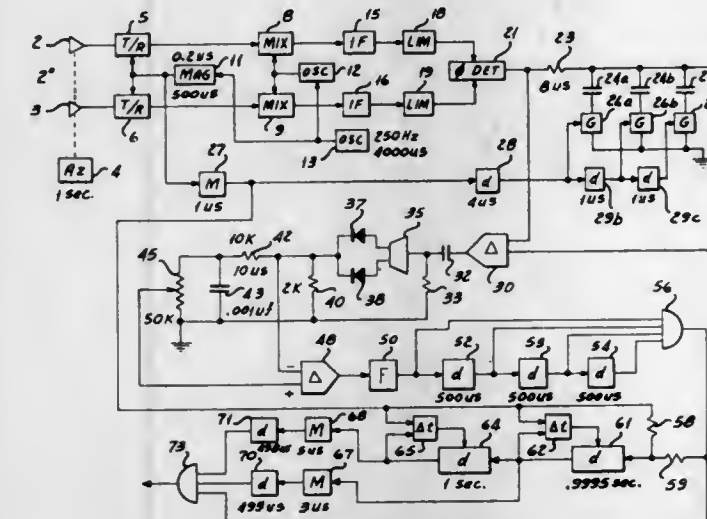 5 8 15 18 21 23
2 T/R MIX IF LIM
0.2us 11
MAG OSC 12 ∅ DET 24a 24b 2
2° 500us 16 19 8us
3 T/R MIX IF LIM 26a 26b
G G G
6 9 OSC 250Hz
13 4000us
27 28
Az 4 M d d d
1 sec. 1us 4us 1us 29b 1us 29c
37 35
10K 42
45 10us 32 Δ
38 33 30
43 2K 40
50K .001uf 56
48 50 52 53 54
- Δ F d d d
+
500us 500us 500us
71 68 64 61 58
d M Δt d Δt d
498us 5us
73 70 67 65 1 sec. 62 .9995 sec. 59
d M
499us 3us